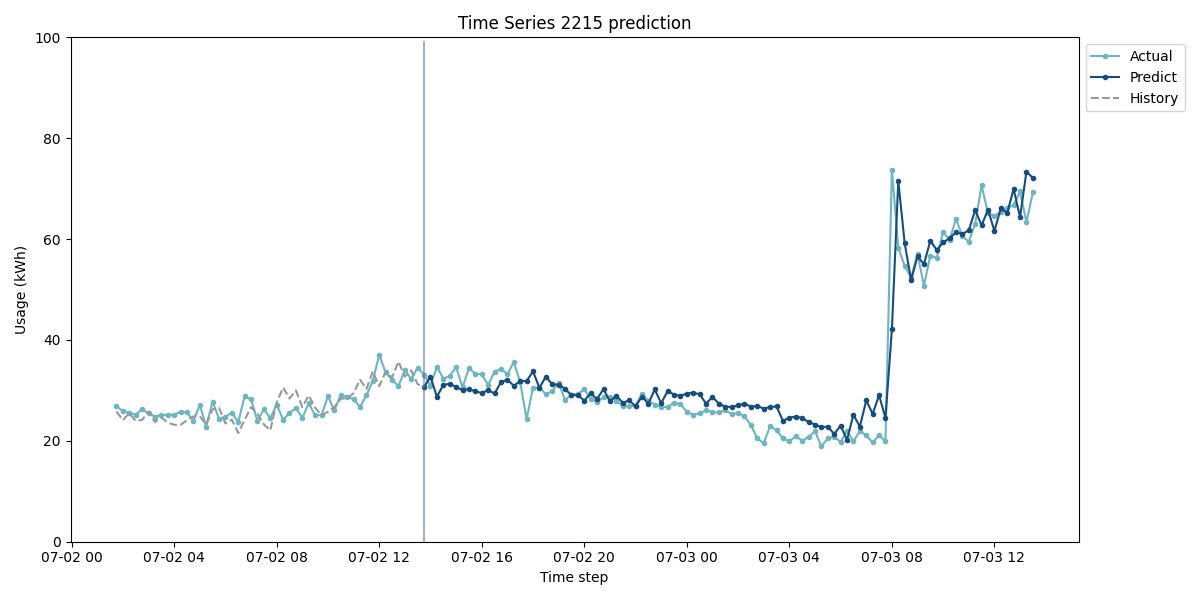 Time Series 2215 prediction
100
80
60
40
20
0
Usage (kWh)
07-02 00 07-02 04 07-02 08 07-02 12 07-02 16 07-02 20 07-03 00 07-03 04 07-03 08 07-03 12
Time step
Actual
Predict
History